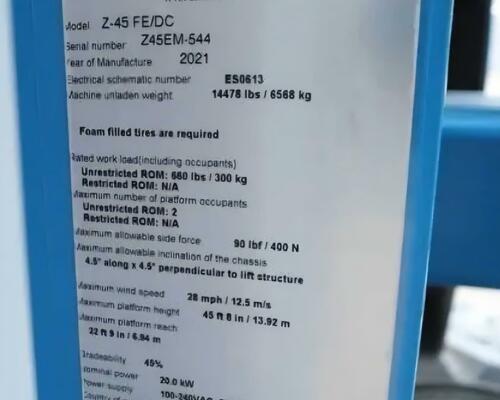 Model Z-45 FE/DC
Serial number Z45EM-544
Year of Manufacture 2021
Electrical schematic number ES0613
Machine unladen weight 14478 lbs / 6568 kg
Foam filled tires are required
Rated work load(including occupants)
Unrestricted ROM: 660 lbs / 300 kg
Restricted ROM: N/A
Maximum number of platform occupants
Unrestricted ROM: 2
Restricted ROM: N/A
Maximum allowable side force 90 lbf / 400 N
Maximum allowable inclination of the chassis
4.5° along x 4.5° perpendicular to lift structure
Maximum wind speed 28 mph / 12.5 m/s
Maximum platform height 45 ft 8 in / 13.92 m
Maximum platform reach
22 ft 9 in / 6.94 m
Gradeability 45%
Nominal power 20.0 kW
Power supply 100-240VAC
Country of